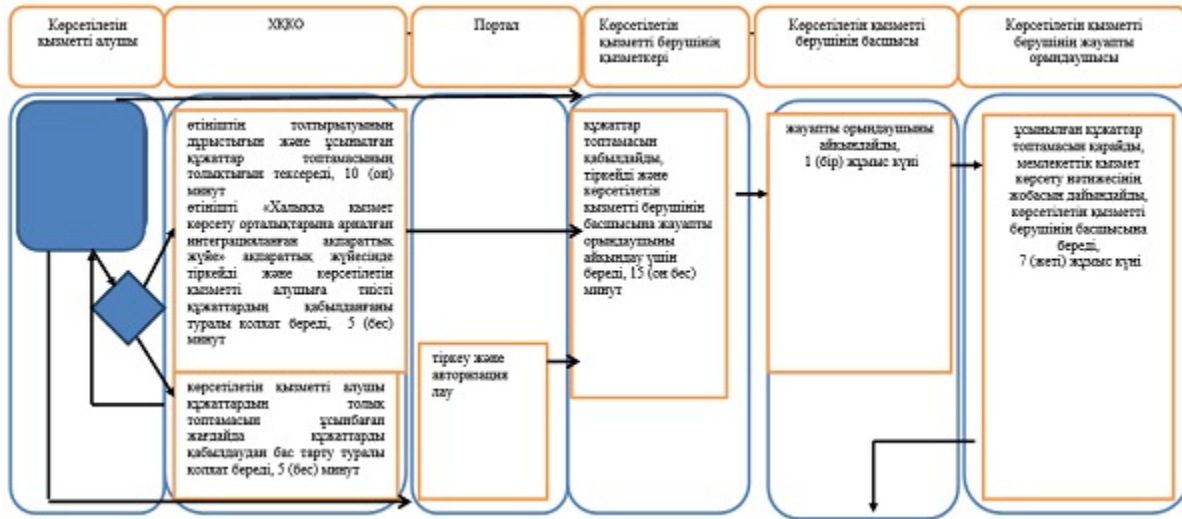 Көрсетілетін
қызметті алушы
ХҚКО
Портал
Көрсетілетін
қызметті берушінің
қызметкері
Көрсетілетін қызметті
берушінің басшысы
Көрсетілетін қызметті
берушінің жауапты
орындаушысы
өтініштің толтырылуының
дұрыстығын және ұсынылған
құжаттар топтамасының
толықтығын тексереді, 10 (он)
минут
өтінішті «Халыққа қызмет
көрсету орталықтарына арналған
интеграцияланған ақпараттық
жүйе» ақпараттық жүйесінде
тіркейді және көрсетілетін
қызметті алушыға тиісті
құжаттардың қабылданғаны
туралы қолхат береді, 5 (бес)
минут
көрсетілетін қызметті алушы
құжаттардың толық
топтамасын ұсынбаған
жағдайда құжаттарды
қабылдаудан бас тарту туралы
қолхат береді, 5 (бес) минут
тіркеу және
авторизация
лау
құжаттар
топтамасын
қабылдайды,
тіркейді және
көрсетілетін
қызметті берушінің
басшысына жауапты
орындаушыны
айқындау үшін
береді, 15 (он бес)
минут
жауапты орындаушыны
айқындайды,
1 (бір) жұмыс күні
ұсынылған құжаттар
топтамасын қарайды,
мемлекеттік қызмет
көрсету нәтижесінің
жобасын дайындайды,
көрсетілетін қызметті
берушінің басшысына
береді,
7 (жеті) жұмыс күні